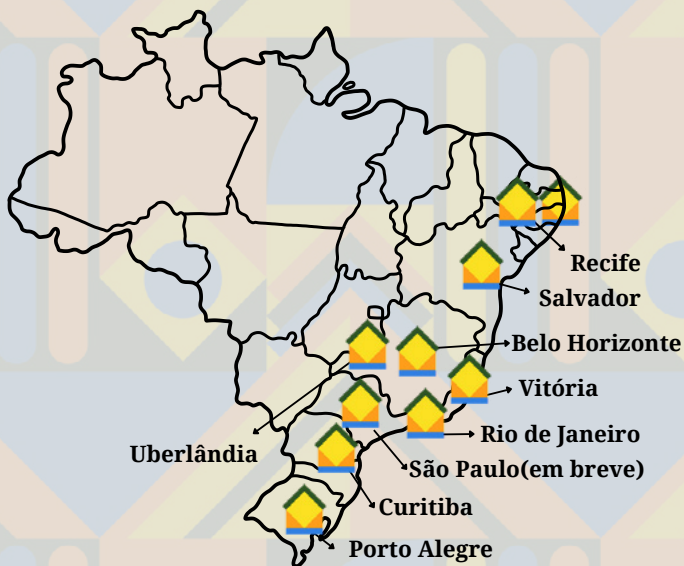 Recife
Salvador
Belo Horizonte
Vitória
Rio de Janeiro
Uberlândia
São Paulo(em breve)
Curitiba
Porto Alegre